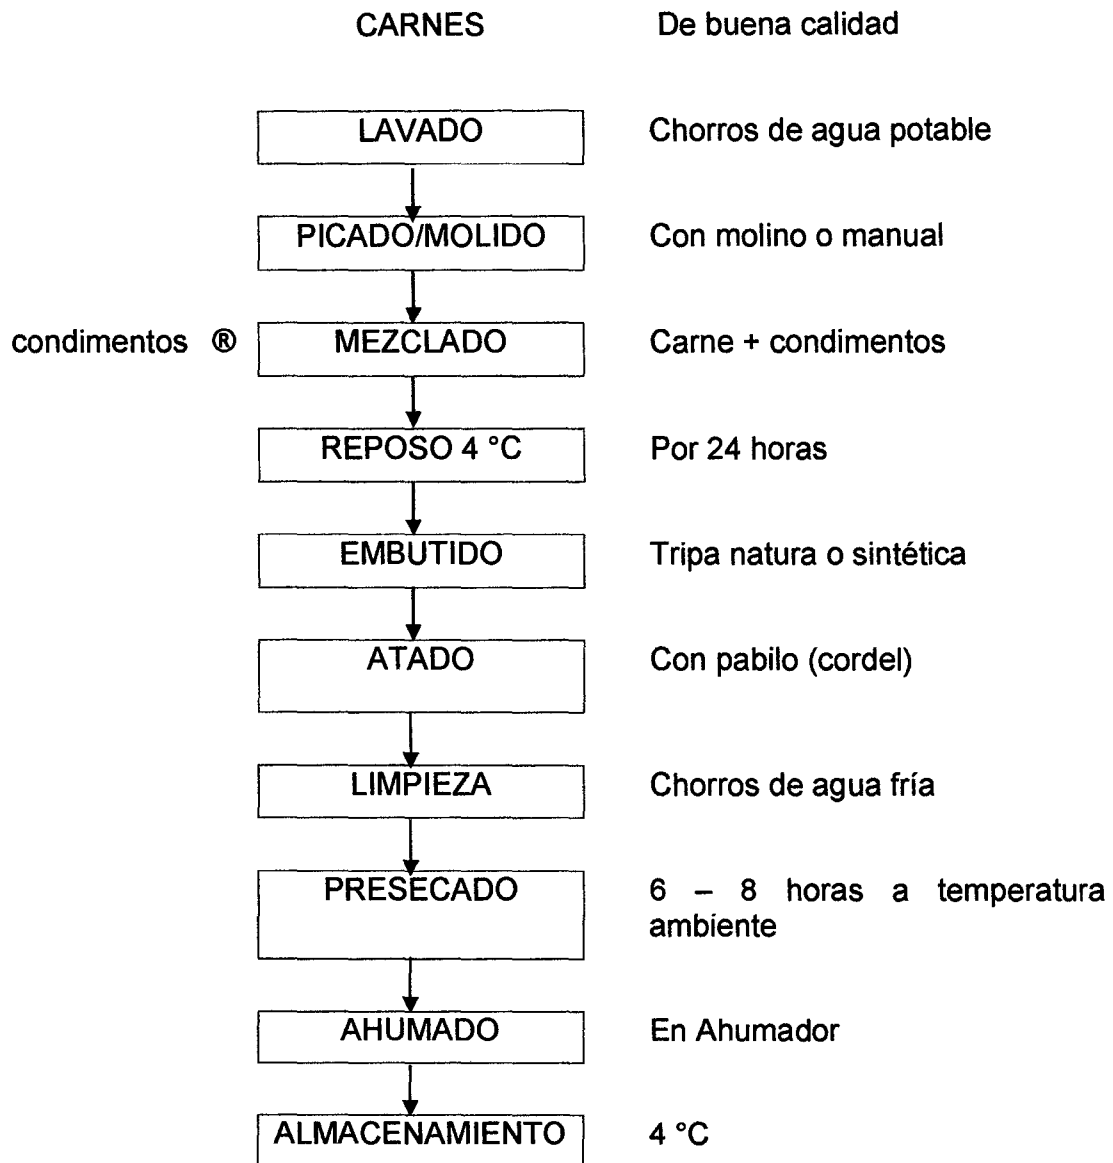 CARNES De buena calidad
LAVADO Chorros de agua potable
PICADO/MOLIDO Con molino o manual
condimentos ® MEZCLADO Carne + condimentos
REPOSO 4 °C Por 24 horas
EMBUTIDO Tripa natura o sintética
ATADO Con pabilo (cordel)
LIMPIEZA Chorros de agua fría
PRESECADO 6 – 8 horas a temperatura
ambiente
AHUMADO En Ahumador
ALMACENAMIENTO 4 °C